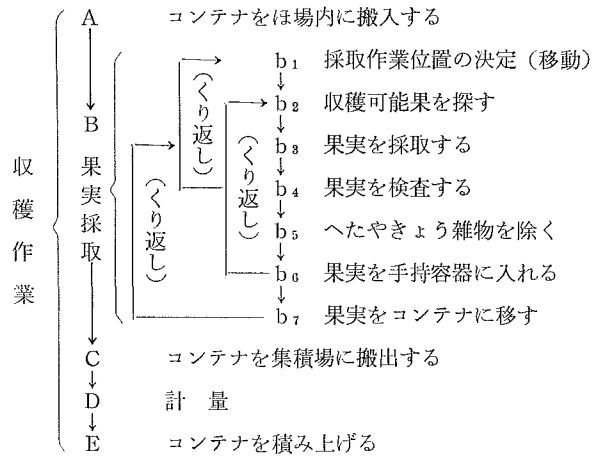 収穫作業
A コンテナをほ場内に搬入する
B 果実採取
(くり返し)
(くり返し)
(くり返し)
b1 採取作業位置の決定(移動)
b2 収穫可能果を探す
b3 果実を採取する
b4 果実を検査する
b5 へたやきょう雑物を除く
b6 果実を手持容器に入れる
b7 果実をコンテナに移す
C コンテナを集積場に搬出する
D 計 量
E コンテナを積み上げる